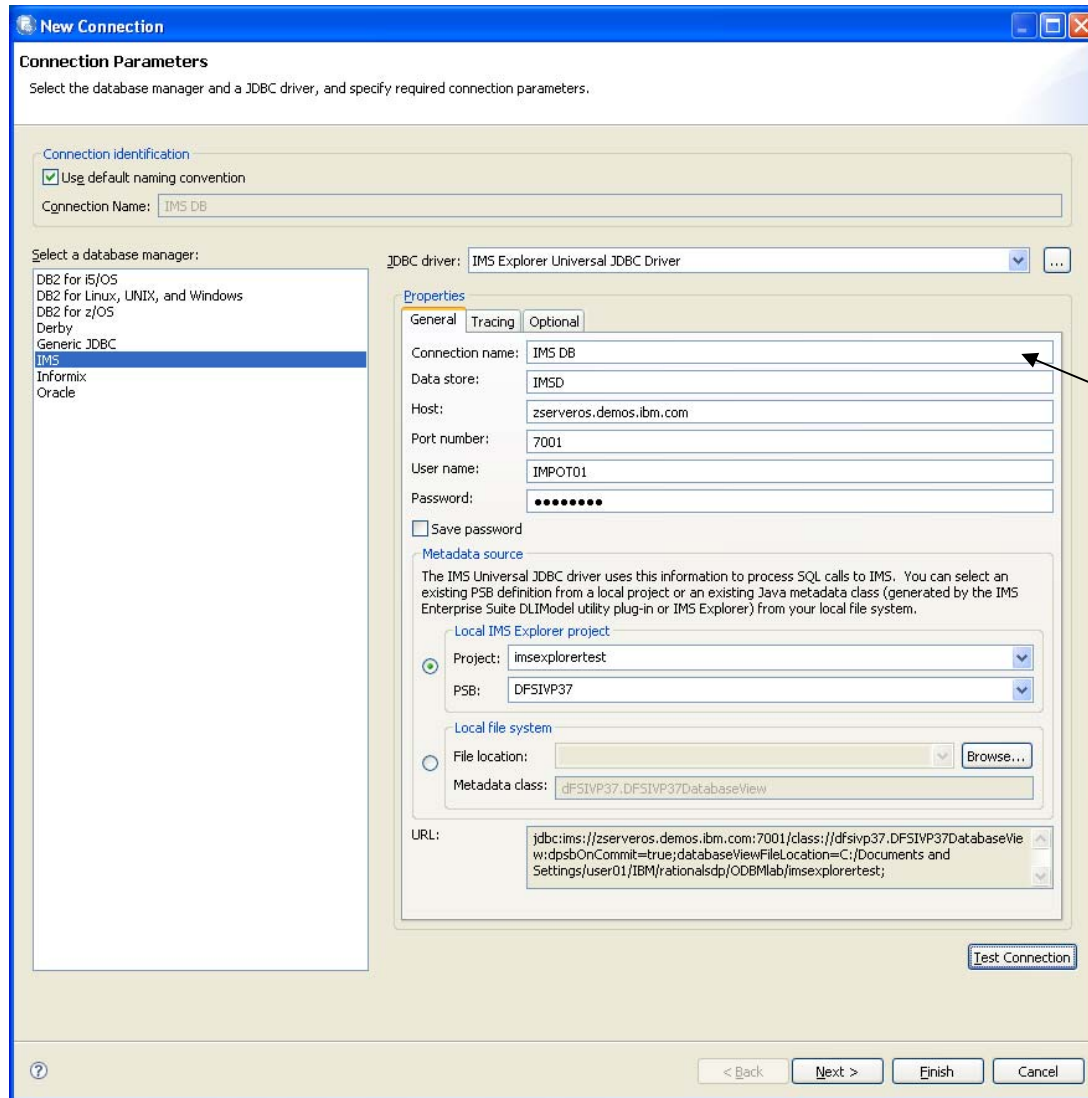 New Connection
Connection Parameters
Select the database manager and a JDBC driver, and specify required connection parameters.
Connection identification
Use default naming convention
Connection Name: IMS DB
Select a database manager:
DB2 for i5/OS
DB2 for Linux, UNIX, and Windows
DB2 for z/OS
Derby
Generic JDBC
IMS
Informix
Oracle
JDBC driver: IMS Explorer Universal JDBC Driver ...
Properties
General Tracing Optional
Connection name: IMS DB
Data store: IMSD
Host: zserveros.demos.ibm.com
Port number: 7001
User name: IMPOT01
Password: ●●●●●●●●
Save password
Metadata source
The IMS Universal JDBC driver uses this information to process SQL calls to IMS. You can select an
existing PSB definition from a local project or an existing Java metadata class (generated by the IMS
Enterprise Suite DLIModel utility plug-in or IMS Explorer) from your local file system.
Local IMS Explorer project
Project: imsexplorertest
PSB: DFSIVP37
Local file system
File location: Browse...
Metadata class: dFSIVP37.DFSIVP37DatabaseView
URL: jdbc:ims://zserveros.demos.ibm.com:7001/class://dfsivp37.DFSIVP37DatabaseVie
w:dpsbOnCommit=true;databaseViewFileLocation=C:/Documents and
Settings/user01/IBM/rationalsdp/ODBMlab/imsexplorertest;
Test Connection
? < Back Next > Finish Cancel